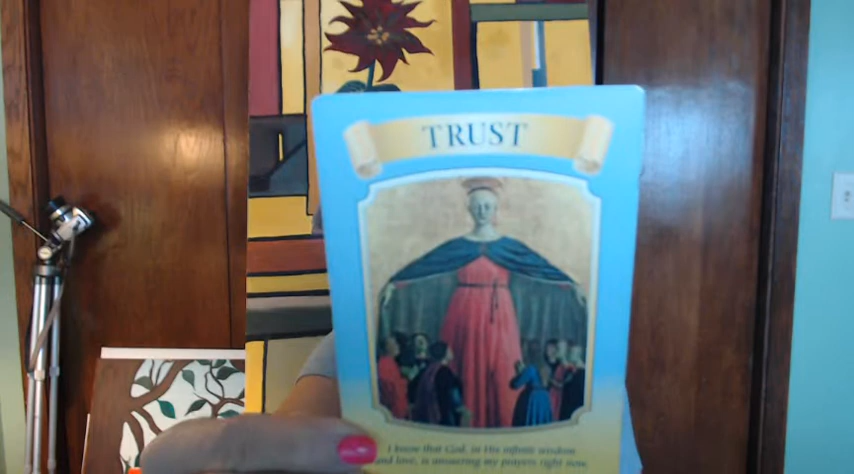 TRUST
I know that God, in His infinite wisdom
and love, is answering my prayers right now.